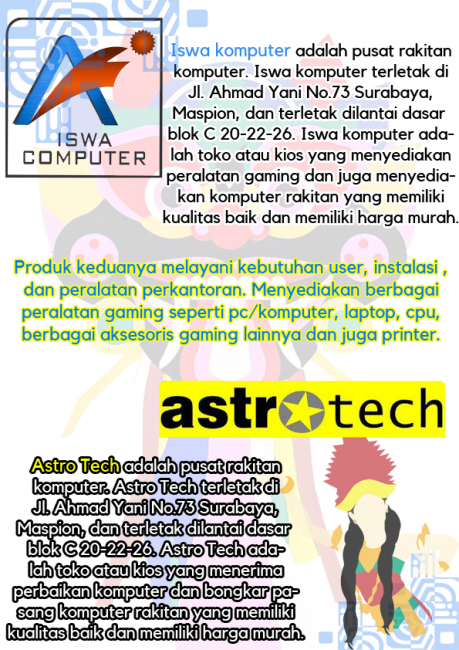 ISWA
COMPUTER
Iswa komputer adalah pusat rakitan
komputer. Iswa komputer terletak di
Jl. Ahmad Yani No.73 Surabaya,
Maspion, dan terletak dilantai dasar
blok C 20-22-26. Iswa komputer ada-
lah toko atau kios yang menyediakan
peralatan gaming dan juga menyedia-
kan komputer rakitan yang memiliki
kualitas baik dan memiliki harga murah.
Produk keduanya melayani kebutuhan user, instalasi ,
dan peralatan perkantoran. Menyediakan berbagai
peralatan gaming seperti pc/komputer, laptop, cpu,
berbagai aksesoris gaming lainnya dan juga printer.
astrotech
Astro Tech adalah pusat rakitan
komputer. Astro Tech terletak di
Jl. Ahmad Yani No.73 Surabaya,
Maspion, dan terletak dilantai dasar
blok C 20-22-26. Astro Tech ada-
lah toko atau kios yang menerima
perbaikan komputer dan bongkar pa-
sang komputer rakitan yang memiliki
kualitas baik dan memiliki harga murah.